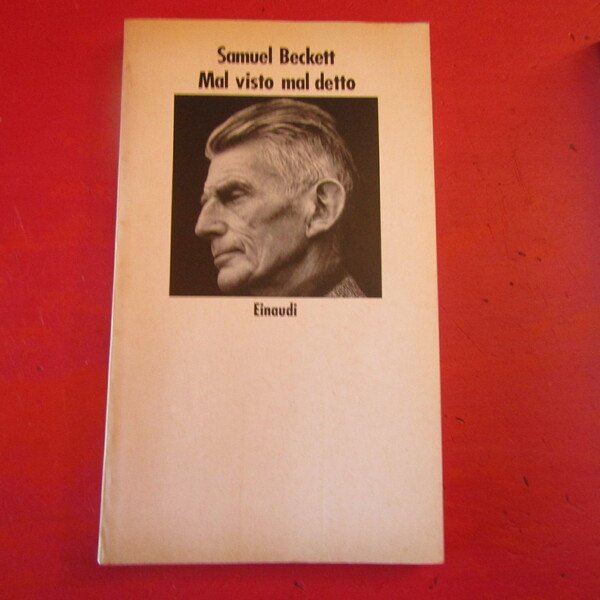 Samuel Beckett
Mal visto mal detto
Einaudi